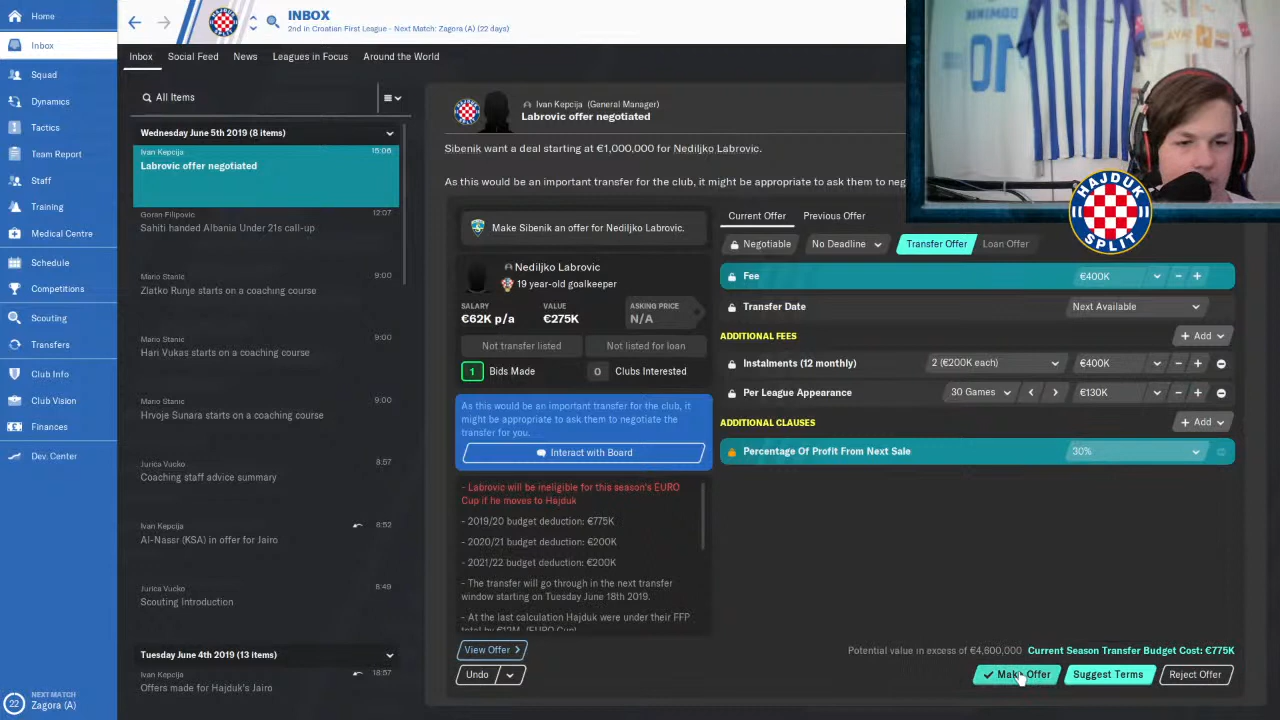 Home
INBOX
2nd in Croatian First League - Next Match: Zagora (A) (22 days)
Inbox
Squad
Dynamics
Tactics
Team Report
Staff
Training
Medical Centre
Schedule
Competitions
Scouting
Transfers
Club Info
Club Vision
Finances
Dev. Center
NEXT MATCH
22
Zagora (A)
Inbox Social Feed News Leagues in Focus Around the World
All Items
Wednesday June 5th 2019 (8 items)
Ivan Kepcija 15:06
Labrovic offer negotiated
Goran Filipovic 12:07
Sahiti handed Albania Under 21s call-up
Mario Stanic 9:00
Zlatko Runje starts on a coaching course
Mario Stanic 9:00
Hari Vukas starts on a coaching course
Mario Stanic 9:00
Hrvoje Sunara starts on a coaching course
Jurica Vucko 8:57
Coaching staff advice summary
Ivan Kepcija 8:52
Al-Nassr (KSA) in offer for Jairo
Jurica Vucko 8:49
Scouting Introduction
Tuesday June 4th 2019 (13 items)
Ivan Kepcija 18:57
Offers made for Hajduk's Jairo
Ivan Kepcija (General Manager)
Labrovic offer negotiated
Sibenik want a deal starting at €1,000,000 for Nediljko Labrovic.
As this would be an important transfer for the club, it might be appropriate to ask them to neg
Make Sibenik an offer for Nediljko Labrovic.
Nediljko Labrovic
19 year-old goalkeeper
SALARY VALUE ASKING PRICE
€62K p/a €275K N/A
Not transfer listed Not listed for loan
1 Bids Made 0 Clubs Interested
As this would be an important transfer for the club, it
might be appropriate to ask them to negotiate the
transfer for you.
Interact with Board
- Labrovic will be ineligible for this season's EURO
Cup if he moves to Hajduk
- 2019/20 budget deduction: €775K
- 2020/21 budget deduction: €200K
- 2021/22 budget deduction: €200K
- The transfer will go through in the next transfer
window starting on Tuesday June 18th 2019.
- At the last calculation Hajduk were under their FFP
total by €12M. (EURO Cup)
View Offer
Undo
Current Offer Previous Offer
Negotiable No Deadline Transfer Offer Loan Offer
Fee €400K
Transfer Date Next Available
ADDITIONAL FEES + Add
Instalments (12 monthly) 2 (€200K each) €400K
Per League Appearance 30 Games €130K
ADDITIONAL CLAUSES + Add
Percentage Of Profit From Next Sale 30%
Potential value in excess of €4,600,000 Current Season Transfer Budget Cost: €775K
Make Offer Suggest Terms Reject Offer
DOMINIK
10
HAJDUK
SPLIT